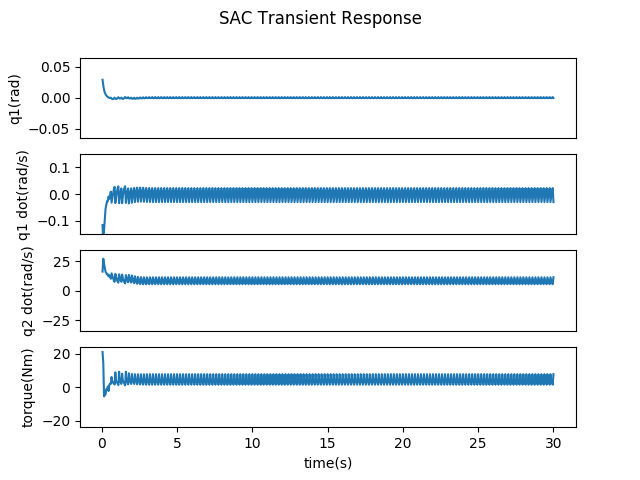 SAC Transient Response
q1(rad)
0.05
0.00
−0.05
q1 dot(rad/s)
0.1
0.0
−0.1
q2 dot(rad/s)
25
0
−25
torque(Nm)
20
0
−20
0 5 10 15 20 25 30
time(s)